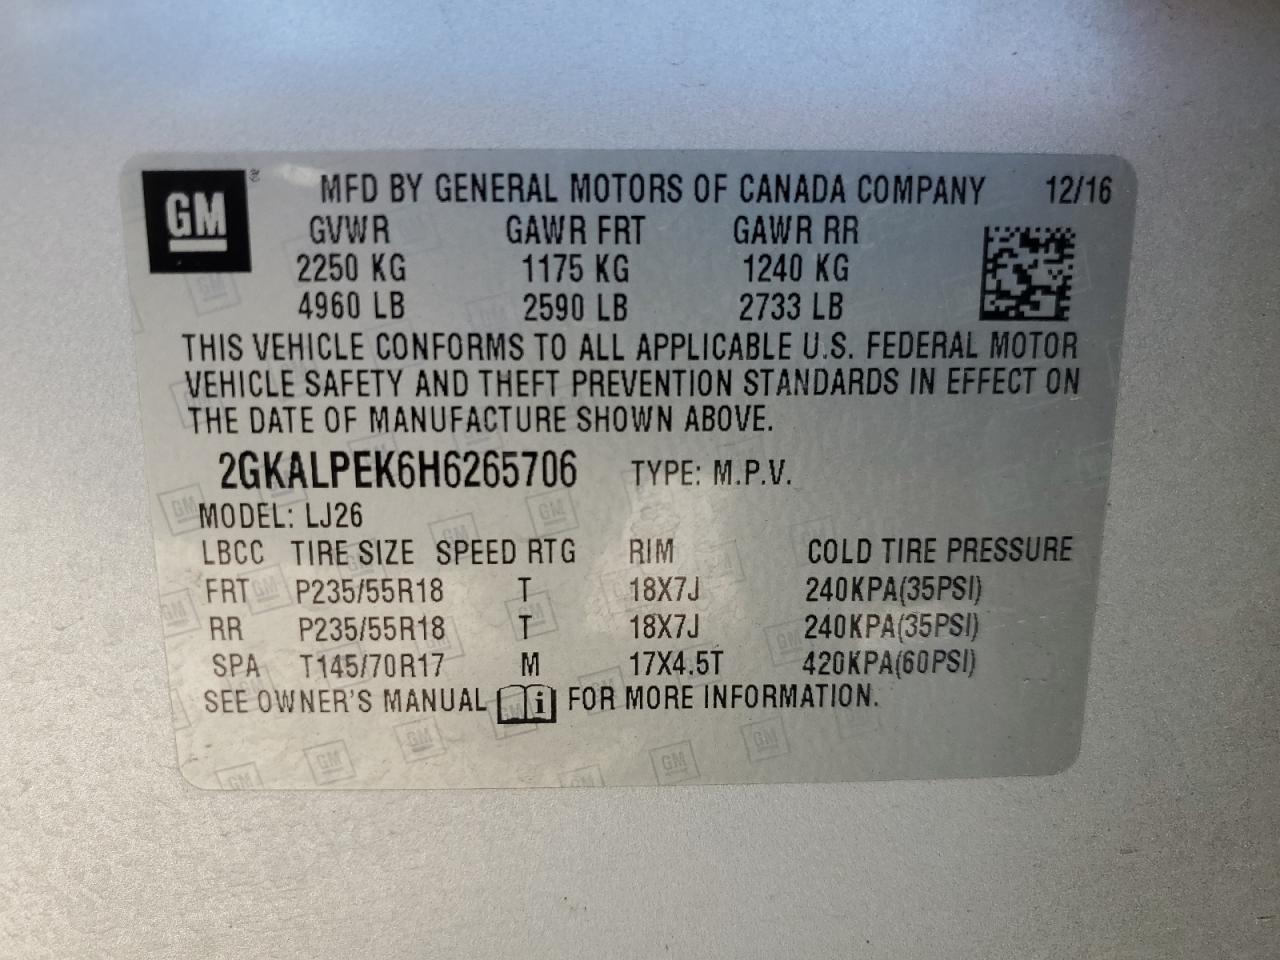 GM ®
MFD BY GENERAL MOTORS OF CANADA COMPANY 12/16
GVWR GAWR FRT GAWR RR
2250 KG 1175 KG 1240 KG
4960 LB 2590 LB 2733 LB
THIS VEHICLE CONFORMS TO ALL APPLICABLE U.S. FEDERAL MOTOR
VEHICLE SAFETY AND THEFT PREVENTION STANDARDS IN EFFECT ON
THE DATE OF MANUFACTURE SHOWN ABOVE.
2GKALPEK6H6265706 TYPE: M.P.V.
MODEL: LJ26
LBCC TIRE SIZE SPEED RTG RIM COLD TIRE PRESSURE
FRT P235/55R18 T 18X7J 240KPA(35PSI)
RR P235/55R18 T 18X7J 240KPA(35PSI)
SPA T145/70R17 M 17X4.5T 420KPA(60PSI)
SEE OWNER'S MANUAL i FOR MORE INFORMATION.